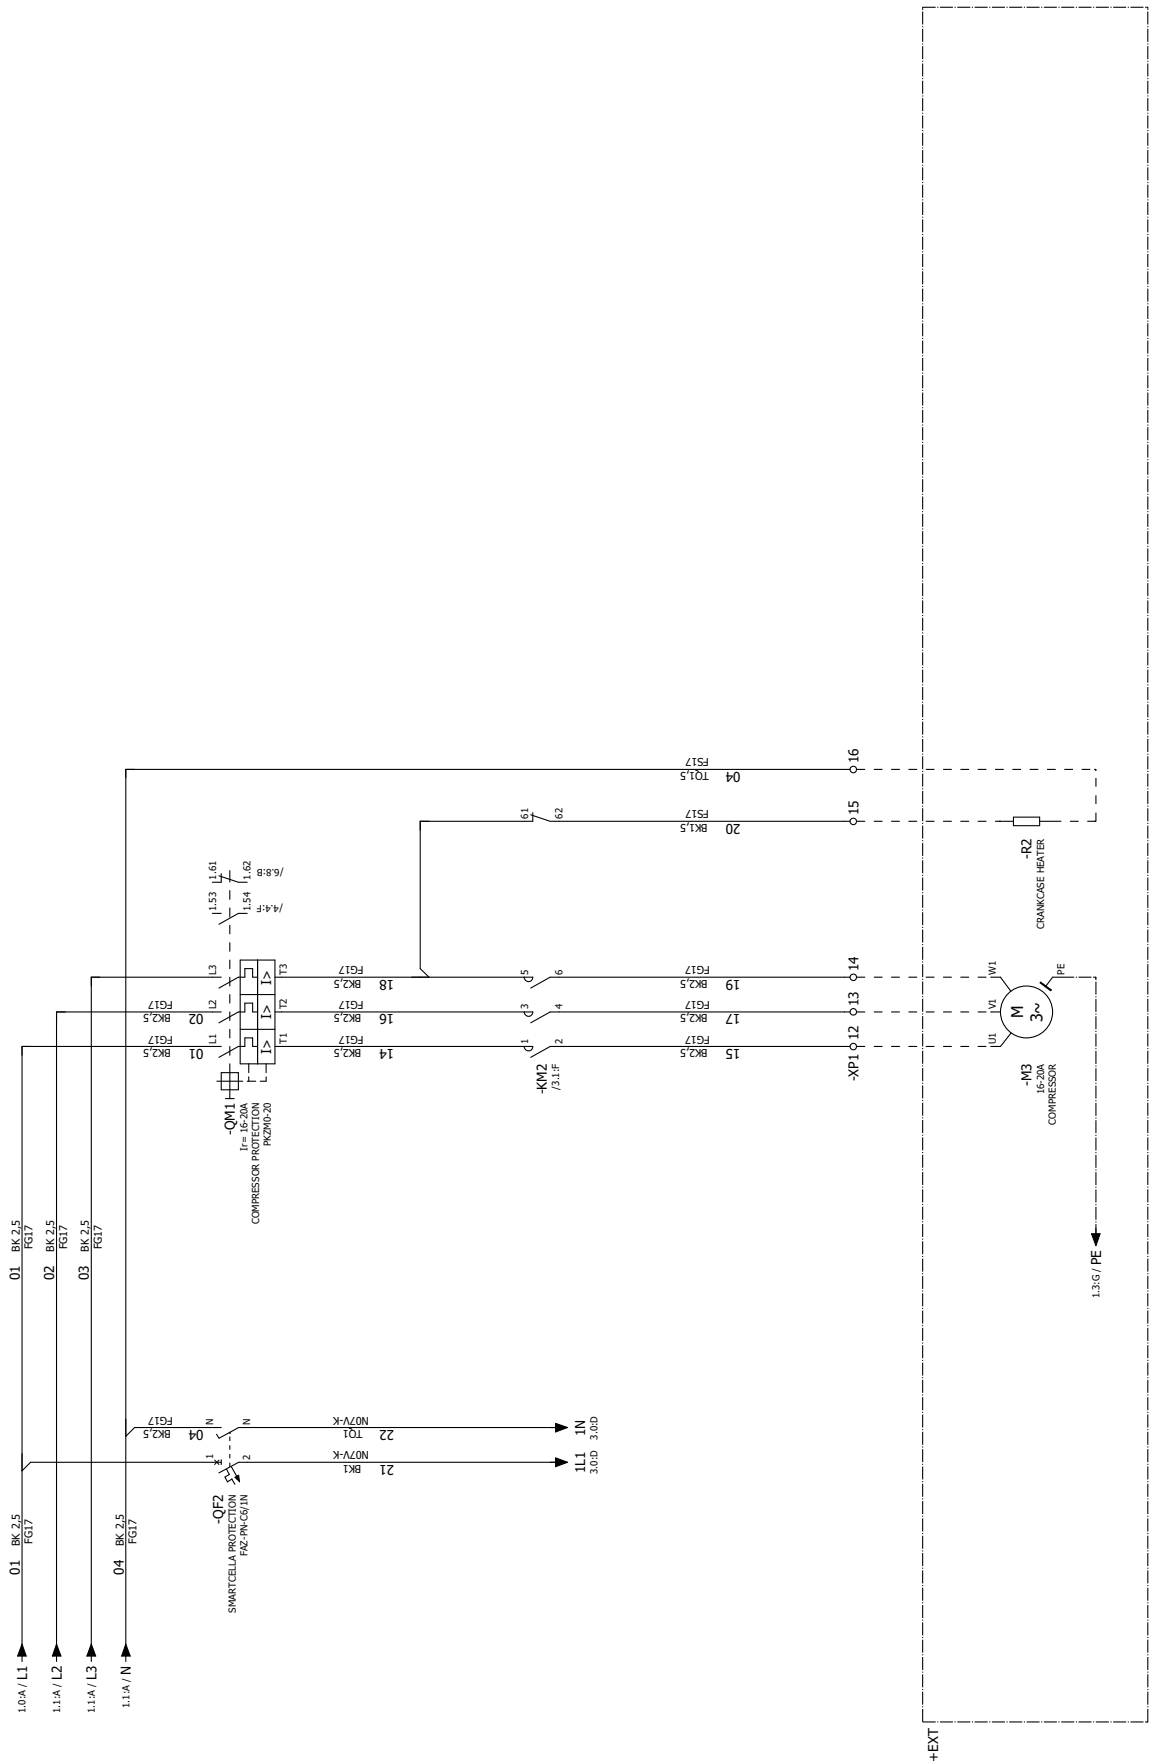 1.0:A / L1
1.1:A / L2
1.1:A / L3
1.1:A / N
01 BK 2,5
FG17
04 BK 2,5
FG17
01 BK 2,5
FG17
02 BK 2,5
FG17
03 BK 2,5
FG17
-QF2
SMARTCELLA PROTECTION
FAZ-PN-C6/1N
1
2
N
N
FG17
BK2,5
04
N07V-K
BK1
21
N07V-K
TQ1
22
1L1
3.0:D
1N
3.0:D
-QM1
Ir= 16-20A
COMPRESSOR PROTECTION
PKZM0-20
FG17
BK2,5
01
FG17
BK2,5
02
L1
L2
L3
I>
I>
I>
T1
T2
T3
1.53
1.54
/4.4:F
1.61
1.62
/6.8:B
FG17
BK2,5
14
FG17
BK2,5
16
FG17
BK2,5
18
-KM2
/3.1:F
1
2
3
4
5
6
61
62
FG17
BK2,5
15
FG17
BK2,5
17
FG17
BK2,5
19
FS17
BK1,5
20
FS17
TQ1,5
04
-XP1
12
13
14
15
16
+EXT
-M3
16-20A
COMPRESSOR
U1
V1
W1
PE
M
3~
-R2
CRANKCASE HEATER
1.3:G / PE